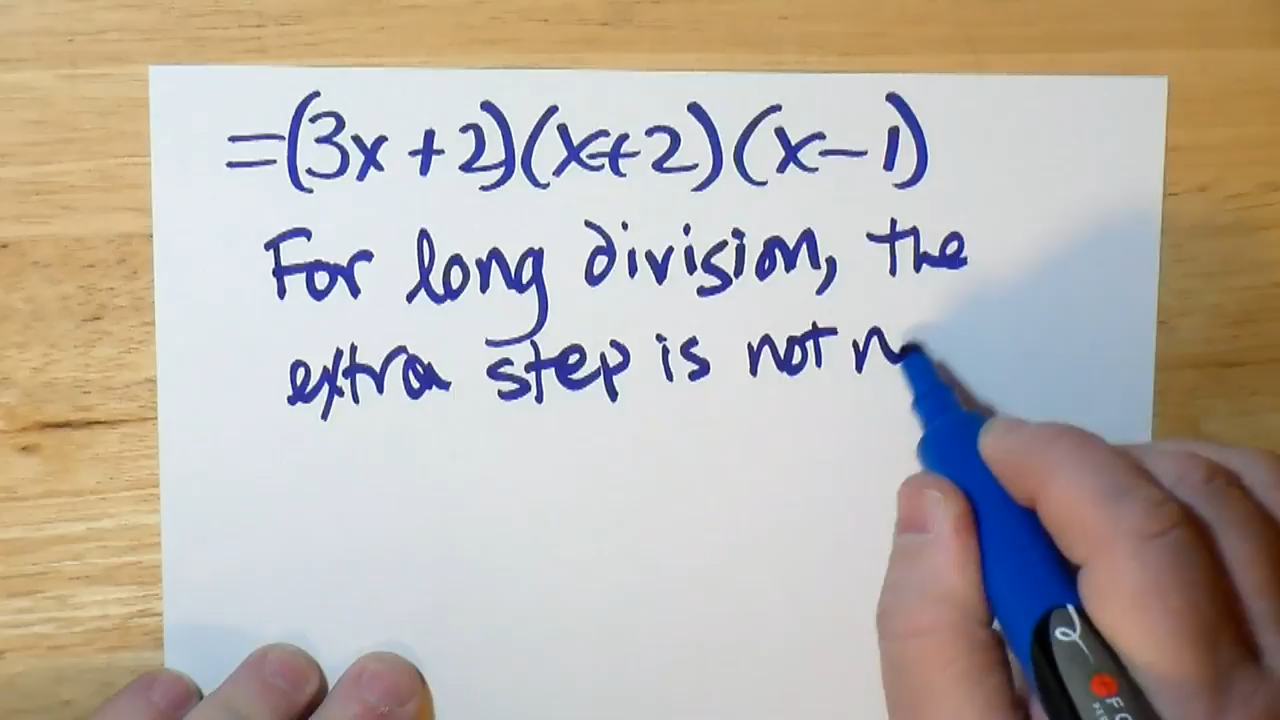 =(3x+2)(x+2)(x-1)
For long division, the
extra step is not